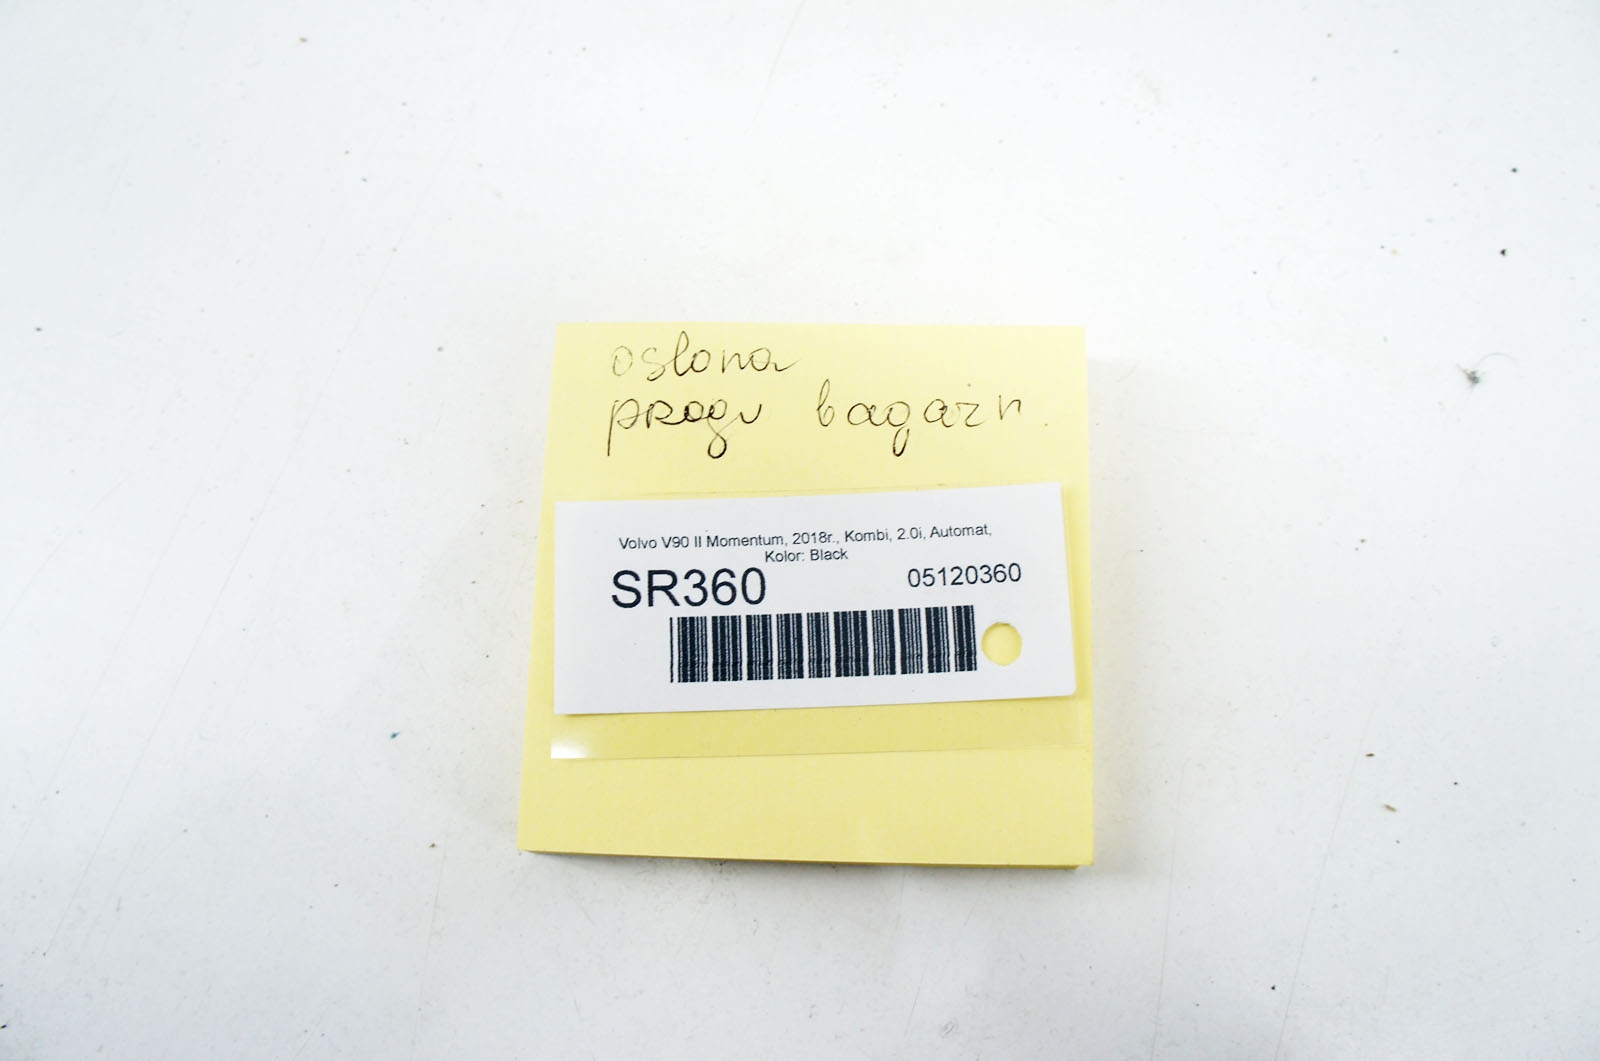 oslona
progu bagażn.
Volvo V90 II Momentum, 2018r., Kombi, 2.0i, Automat,
Kolor: Black
SR360 05120360